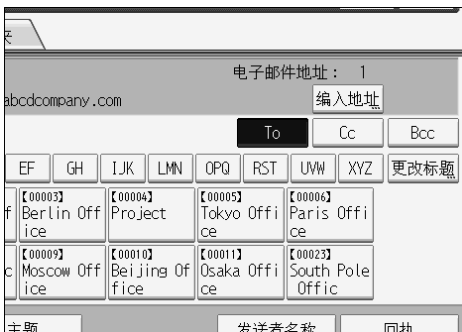 夹
电子邮件地址： 1
abcdcompany.com
编入地址
To Cc Bcc
EF GH IJK LMN OPQ RST UVW XYZ 更改标题
【00003】 【00004】 【00005】 【00006】
f Berlin Off Project Tokyo Offi Paris Offi
ice ce ce
【00009】 【00010】 【00011】 【00023】
c Moscow Off Beijing Of Osaka Offi South Pole
ice fice ce Offic
主题 发送者名称 回执